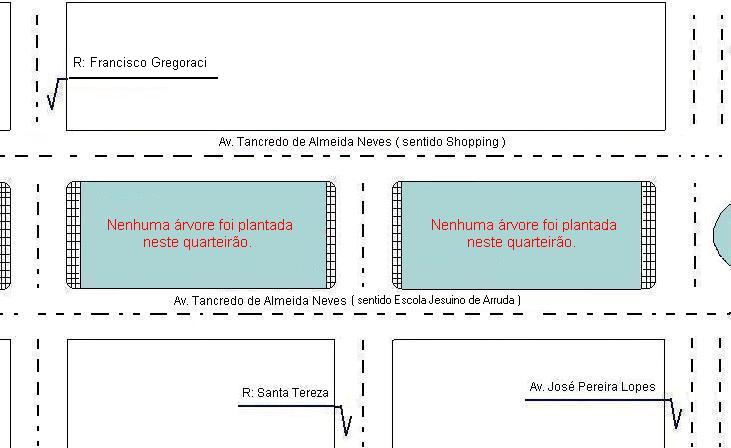 R: Francisco Gregoraci
Av. Tancredo de Almeida Neves ( sentido Shopping )
Nenhuma árvore foi plantada
neste quarteirão.
Nenhuma árvore foi plantada
neste quarteirão.
Av. Tancredo de Almeida Neves ( sentido Escola Jesuino de Arruda )
R: Santa Tereza
Av. José Pereira Lopes